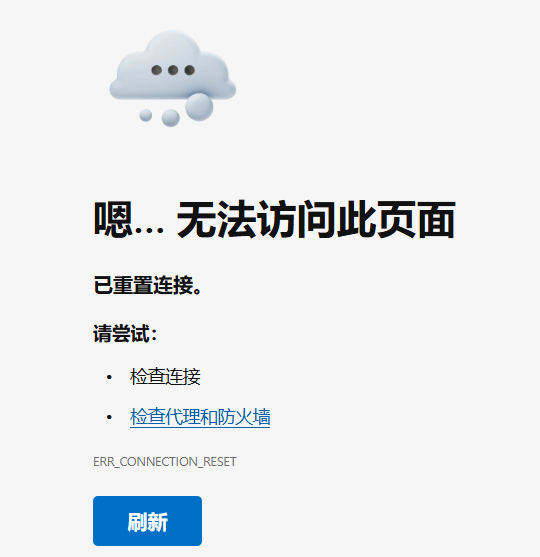 嗯... 无法访问此页面
已重置连接。
请尝试：
• 检查连接
• 检查代理和防火墙
ERR_CONNECTION_RESET
刷新